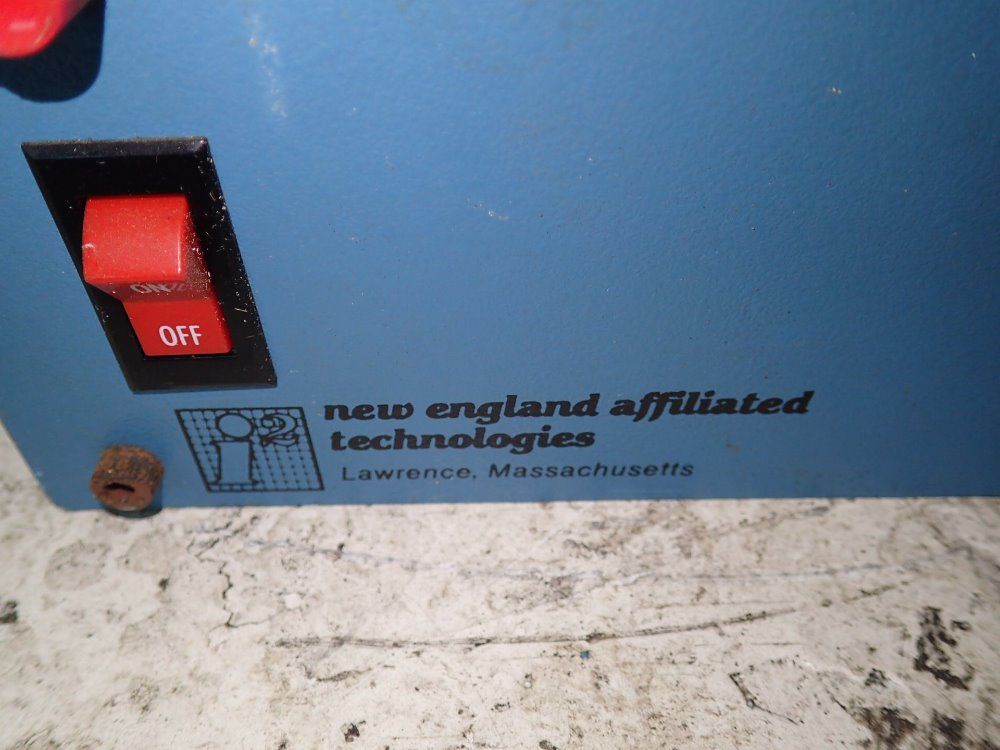 ON
OFF
i2
new england affiliated
technologies
Lawrence, Massachusetts